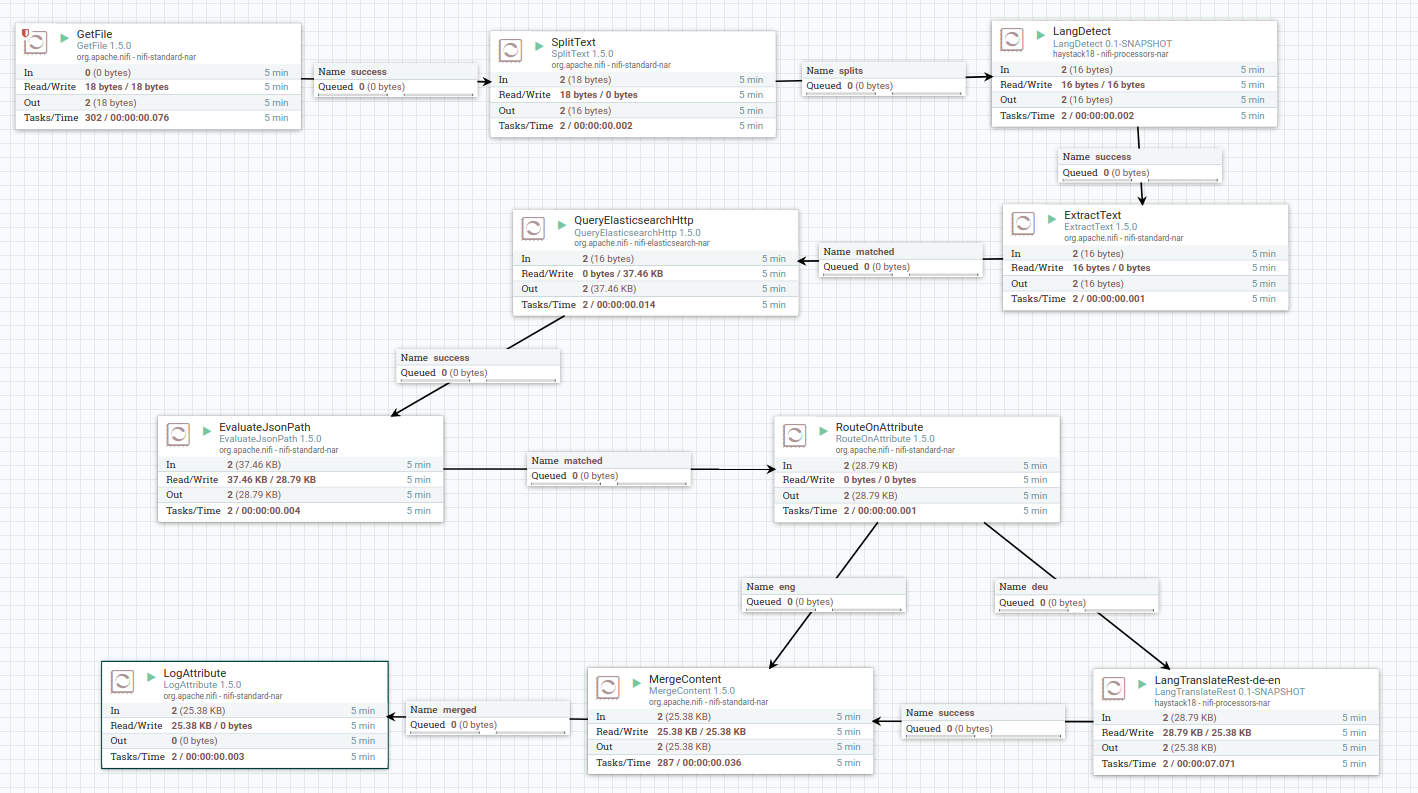 GetFile
GetFile 1.5.0
org.apache.nifi - nifi-standard-nar
In 0 (0 bytes) 5 min
Read/Write 18 bytes / 18 bytes 5 min
Out 2 (18 bytes) 5 min
Tasks/Time 302 / 00:00:00.076 5 min
Name success
Queued 0 (0 bytes)
SplitText
SplitText 1.5.0
org.apache.nifi - nifi-standard-nar
In 2 (18 bytes) 5 min
Read/Write 18 bytes / 0 bytes 5 min
Out 2 (16 bytes) 5 min
Tasks/Time 2 / 00:00:00.002 5 min
Name splits
Queued 0 (0 bytes)
LangDetect
LangDetect 0.1-SNAPSHOT
haystack18 - nifi-processors-nar
In 2 (16 bytes) 5 min
Read/Write 16 bytes / 16 bytes 5 min
Out 2 (16 bytes) 5 min
Tasks/Time 2 / 00:00:00.002 5 min
Name success
Queued 0 (0 bytes)
ExtractText
ExtractText 1.5.0
org.apache.nifi - nifi-standard-nar
In 2 (16 bytes) 5 min
Read/Write 16 bytes / 0 bytes 5 min
Out 2 (16 bytes) 5 min
Tasks/Time 2 / 00:00:00.001 5 min
Name matched
Queued 0 (0 bytes)
QueryElasticsearchHttp
QueryElasticsearchHttp 1.5.0
org.apache.nifi - nifi-elasticsearch-nar
In 2 (16 bytes) 5 min
Read/Write 0 bytes / 37.46 KB 5 min
Out 2 (37.46 KB) 5 min
Tasks/Time 2 / 00:00:00.014 5 min
Name success
Queued 0 (0 bytes)
EvaluateJsonPath
EvaluateJsonPath 1.5.0
org.apache.nifi - nifi-standard-nar
In 2 (37.46 KB) 5 min
Read/Write 37.46 KB / 28.79 KB 5 min
Out 2 (28.79 KB) 5 min
Tasks/Time 2 / 00:00:00.004 5 min
Name matched
Queued 0 (0 bytes)
RouteOnAttribute
RouteOnAttribute 1.5.0
org.apache.nifi - nifi-standard-nar
In 2 (28.79 KB) 5 min
Read/Write 0 bytes / 0 bytes 5 min
Out 2 (28.79 KB) 5 min
Tasks/Time 2 / 00:00:00.001 5 min
Name eng
Queued 0 (0 bytes)
Name deu
Queued 0 (0 bytes)
LangTranslateRest-de-en
LangTranslateRest 0.1-SNAPSHOT
haystack18 - nifi-processors-nar
In 2 (28.79 KB) 5 min
Read/Write 28.79 KB / 25.38 KB 5 min
Out 2 (25.38 KB) 5 min
Tasks/Time 2 / 00:00:07.071 5 min
Name success
Queued 0 (0 bytes)
MergeContent
MergeContent 1.5.0
org.apache.nifi - nifi-standard-nar
In 2 (25.38 KB) 5 min
Read/Write 25.38 KB / 25.38 KB 5 min
Out 2 (25.38 KB) 5 min
Tasks/Time 287 / 00:00:00.036 5 min
Name merged
Queued 0 (0 bytes)
LogAttribute
LogAttribute 1.5.0
org.apache.nifi - nifi-standard-nar
In 2 (25.38 KB) 5 min
Read/Write 25.38 KB / 0 bytes 5 min
Out 0 (0 bytes) 5 min
Tasks/Time 2 / 00:00:00.003 5 min